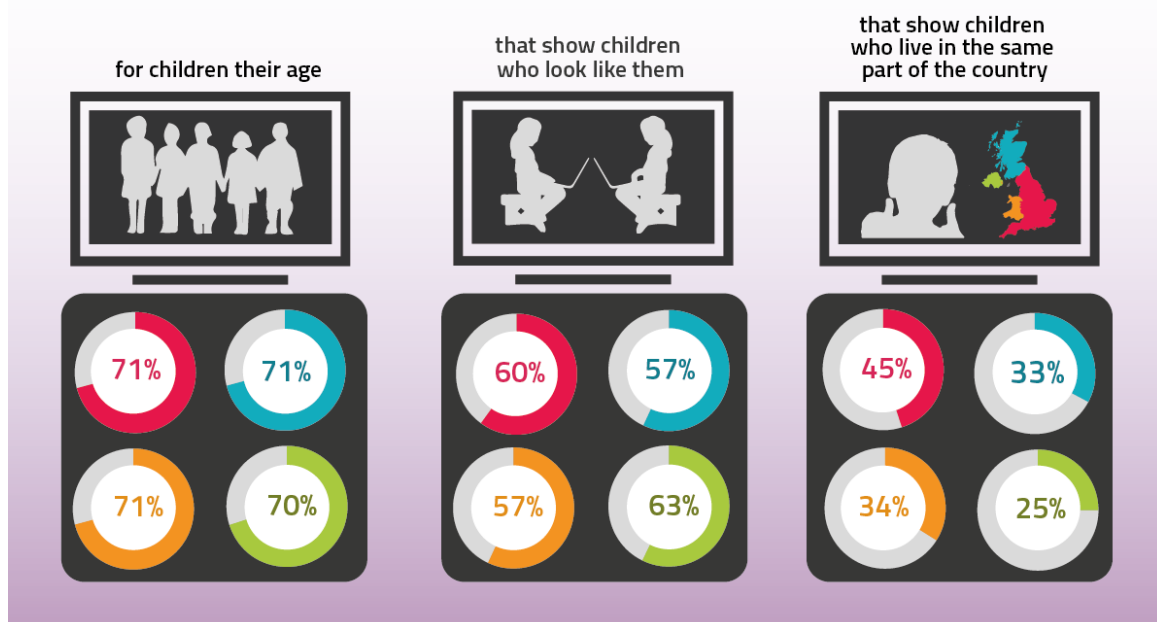 for children their age
71%
71%
71%
70%
that show children
who look like them
60%
57%
57%
63%
that show children
who live in the same
part of the country
45%
33%
34%
25%